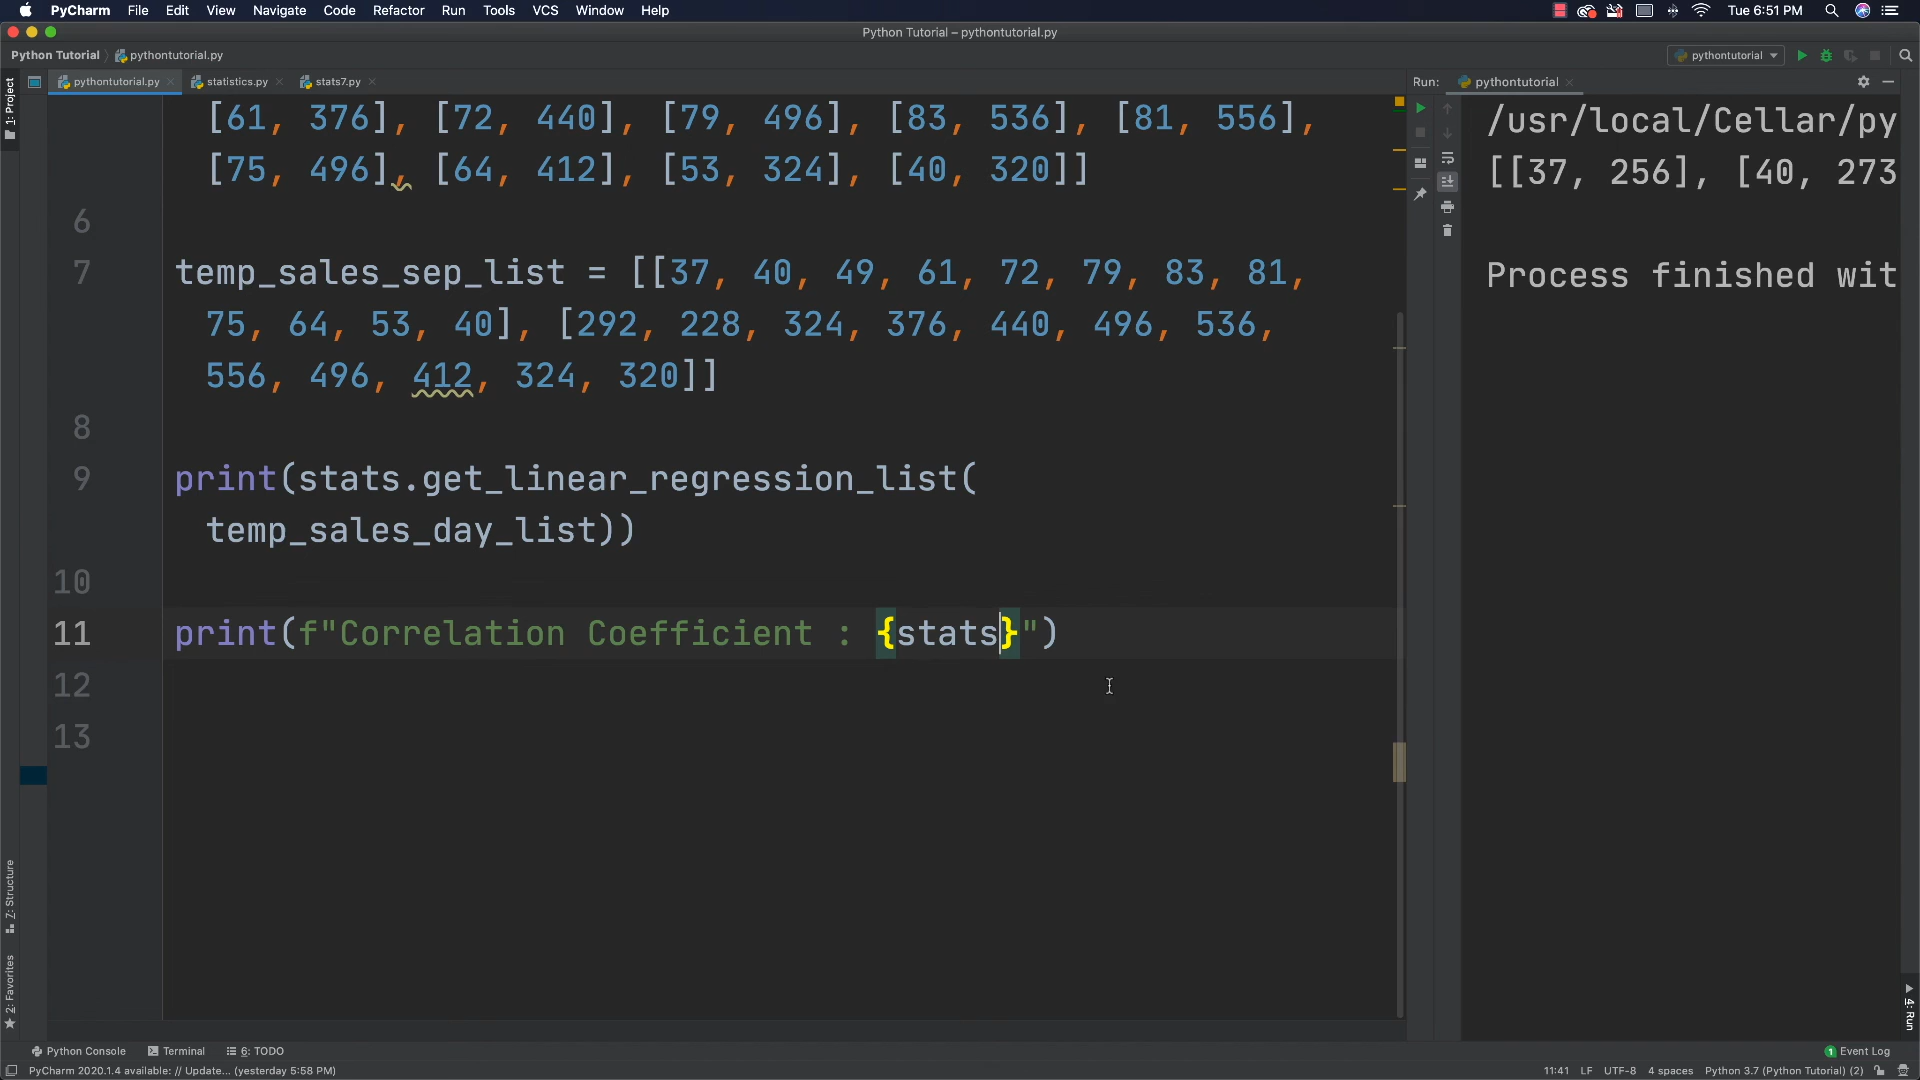 PyCharm File Edit View Navigate Code Refactor Run Tools VCS Window Help Tue 6:51 PM
Python Tutorial – pythontutorial.py
Python Tutorial pythontutorial.py pythontutorial
pythontutorial.py statistics.py stats7.py Run: pythontutorial
1: Project
[61, 376], [72, 440], [79, 496], [83, 536], [81, 556],
[75, 496], [64, 412], [53, 324], [40, 320]]
6
7 temp_sales_sep_list = [[37, 40, 49, 61, 72, 79, 83, 81,
75, 64, 53, 40], [292, 228, 324, 376, 440, 496, 536,
556, 496, 412, 324, 320]]
8
9 print(stats.get_linear_regression_list(
temp_sales_day_list))
10
11 print(f"Correlation Coefficient : {stats}")
12
13
/usr/local/Cellar/py
[[37, 256], [40, 273
Process finished wit
Z: Structure
2: Favorites
4: Run
Python Console Terminal 6: TODO 1 Event Log
PyCharm 2020.1.4 available: // Update... (yesterday 5:58 PM) 11:41 LF UTF-8 4 spaces Python 3.7 (Python Tutorial) (2)